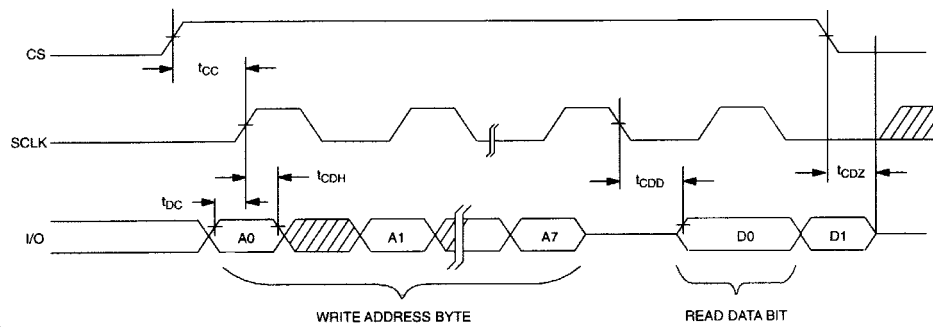 CS
tCC
SCLK
tCDH
tCDD
tCDZ
tDC
I/O
A0
A1
A7
D0
D1
WRITE ADDRESS BYTE
READ DATA BIT